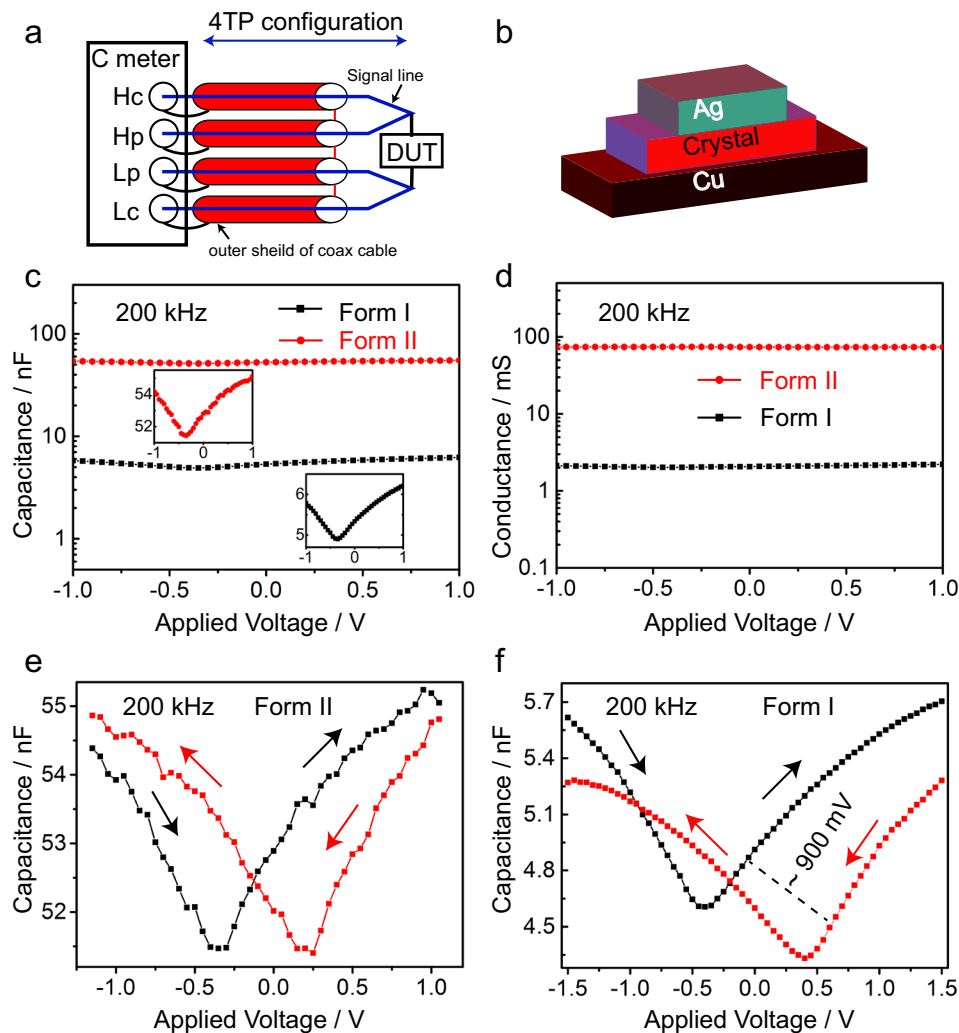 a
4TP configuration
C meter
Signal line
Hc
Hp
Lp
Lc
DUT
outer sheild of coax cable
b
Ag
Crystal
Cu
c
200 kHz
Form I
Form II
Capacitance / nF
100
10
1
54
51
-1 0 1
6
5
-1 0 1
-1.0 -0.5 0.0 0.5 1.0
Applied Voltage / V
d
200 kHz
Form II
Form I
Conductance / mS
100
10
1
0.1
-1.0 -0.5 0.0 0.5 1.0
Applied Voltage / V
e
200 kHz Form II
Capacitance / nF
55
54
53
52
-1.0 -0.5 0.0 0.5 1.0
Applied Voltage / V
f
200 kHz Form I
~ 900 mV
Capacitance / nF
5.7
5.4
5.1
4.8
4.5
-1.5 -1.0 -0.5 0.0 0.5 1.0 1.5
Applied Voltage / V